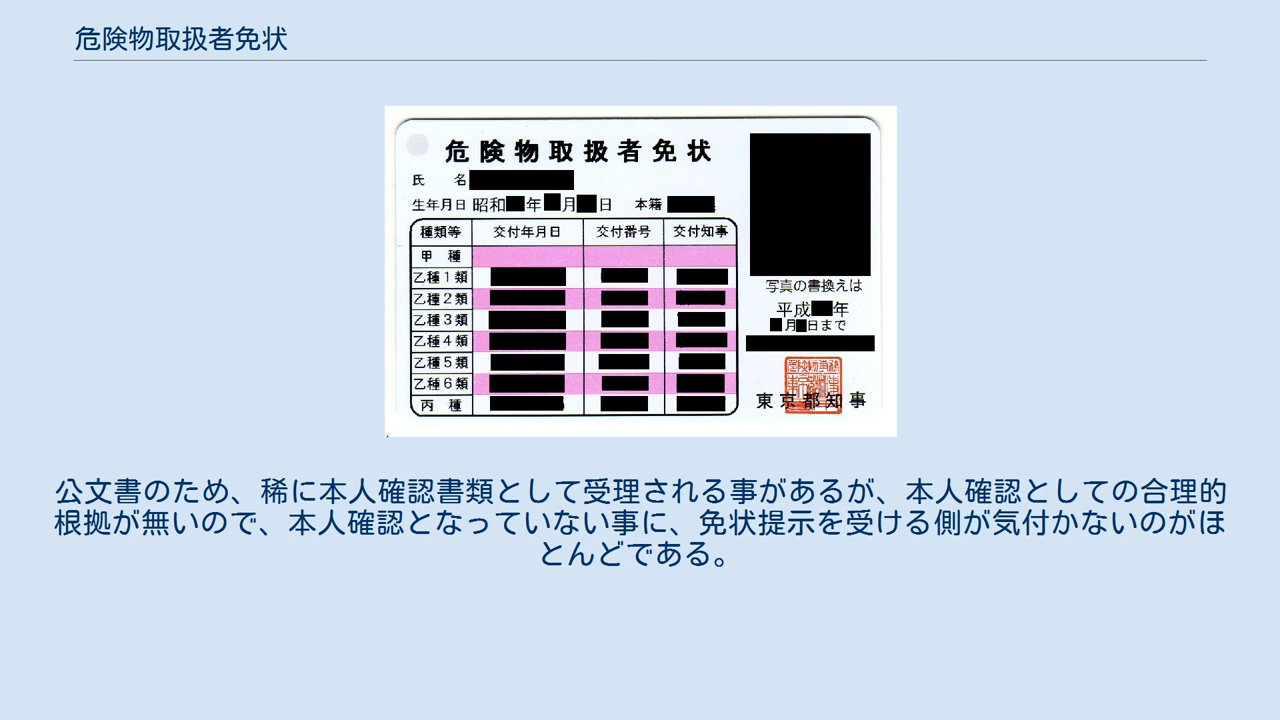 危険物取扱者免状
危険物取扱者免状
氏 名
生年月日 昭和 年 月 日 本籍
種類等 交付年月日 交付番号 交付知事
甲 種
乙種1類
乙種2類
乙種3類
乙種4類
乙種5類
乙種6類
丙 種
写真の書換えは
平成 年
月 日まで
東京都知事
公文書のため、稀に本人確認書類として受理される事があるが、本人確認としての合理的
根拠が無いので、本人確認となっていない事に、免状提示を受ける側が気付かないのがほ
とんどである。